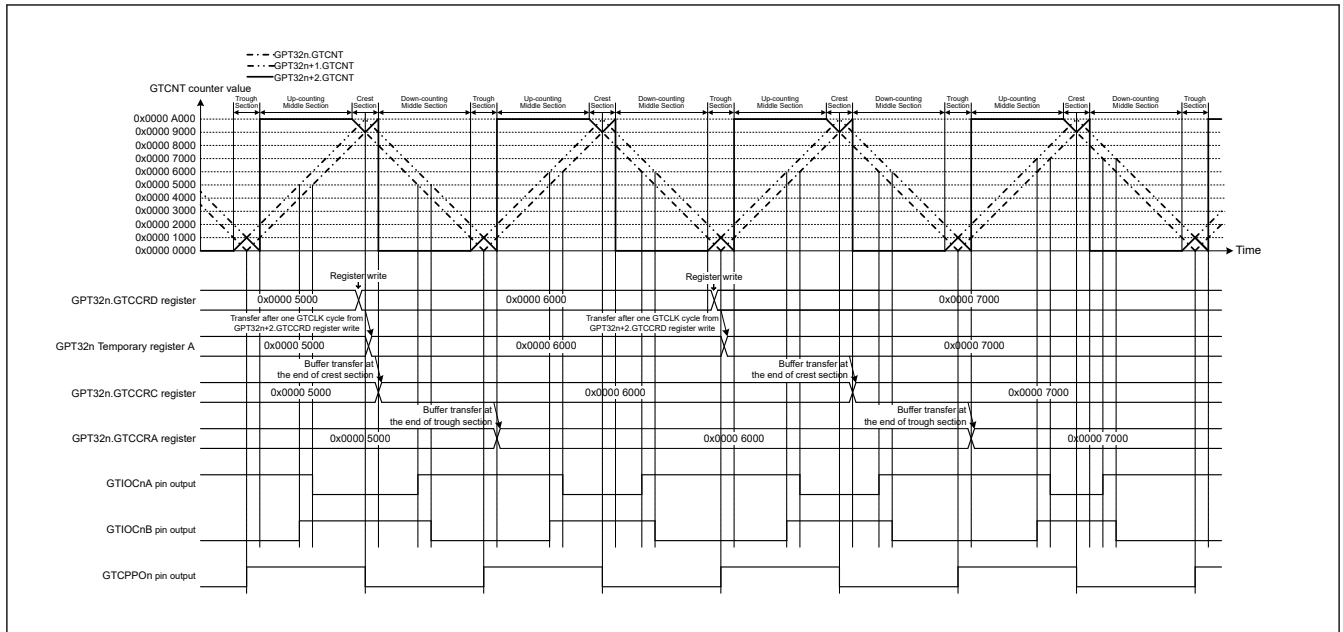 GPT32n.GTCNT
GPT32n+1.GTCNT
GPT32n+2.GTCNT
GTCNT counter value
Trough Section
Up-counting Middle Section
Crest Section
Down-counting Middle Section
Trough Section
Up-counting Middle Section
Crest Section
Down-counting Middle Section
Trough Section
Up-counting Middle Section
Crest Section
Down-counting Middle Section
Trough Section
Up-counting Middle Section
Crest Section
Down-counting Middle Section
Trough Section
0x0000 A000
0x0000 9000
0x0000 8000
0x0000 7000
0x0000 6000
0x0000 5000
0x0000 4000
0x0000 3000
0x0000 2000
0x0000 1000
0x0000 0000
Time
Register write
Register write
GPT32n.GTCCRD register
0x0000 5000
0x0000 6000
0x0000 7000
Transfer after one GTCLK cycle from
GPT32n+2.GTCCRD register write
Transfer after one GTCLK cycle from
GPT32n+2.GTCCRD register write
GPT32n Temporary register A
0x0000 5000
0x0000 6000
0x0000 7000
Buffer transfer at
the end of crest section
Buffer transfer at
the end of crest section
GPT32n.GTCCRC register
0x0000 5000
0x0000 6000
0x0000 7000
Buffer transfer at
the end of trough section
Buffer transfer at
the end of trough section
GPT32n.GTCCRA register
0x0000 5000
0x0000 6000
0x0000 7000
GTIOCnA pin output
GTIOCnB pin output
GTCPPOn pin output